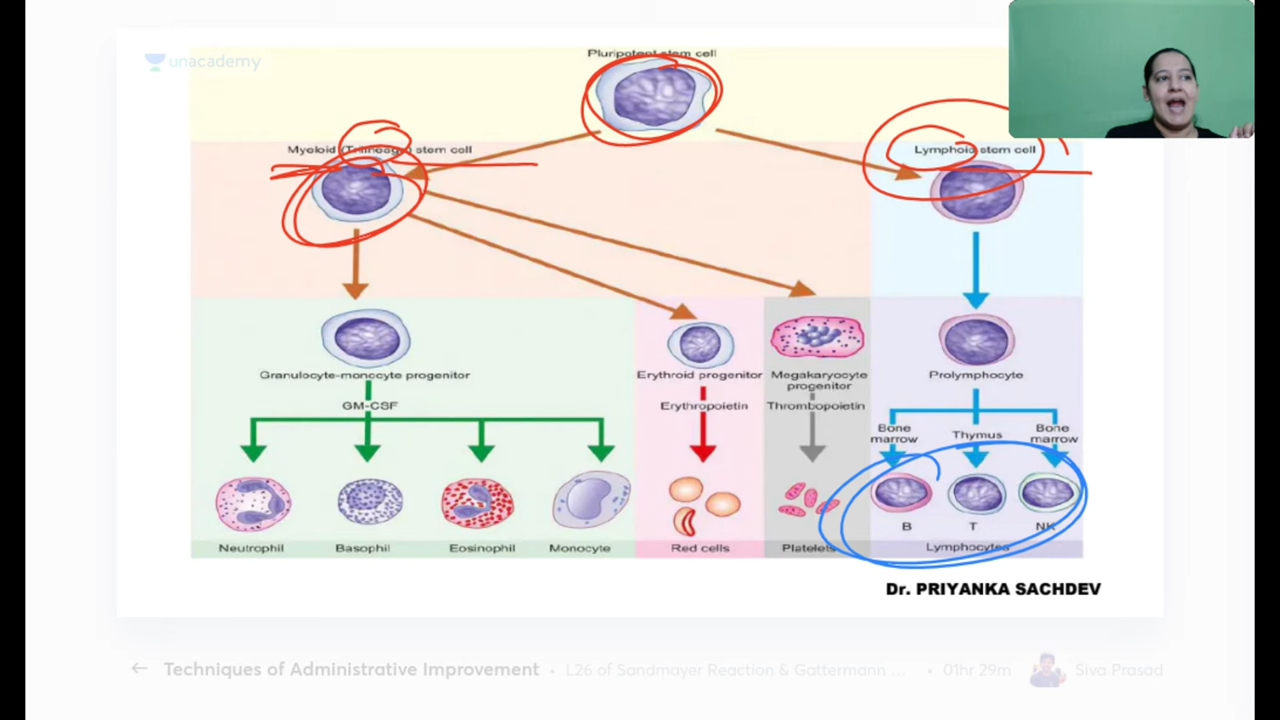 Pluripotent stem cell
unacademy
Myeloid (Trilineage) stem cell
Lymphoid stem cell
Granulocyte-monocyte progenitor
Erythroid progenitor
Megakaryocyte
progenitor
Prolymphocyte
GM-CSF
Erythropoietin
Thrombopoietin
Bone
marrow
Thymus
Bone
marrow
B
T
NK
Neutrophil
Basophil
Eosinophil
Monocyte
Red cells
Platelets
Lymphocytes
Dr. PRIYANKA SACHDEV
← Techniques of Administrative Improvement • L26 of Sandmayer Reaction & Gattermann ... • 01hr 29m Siva Prasad